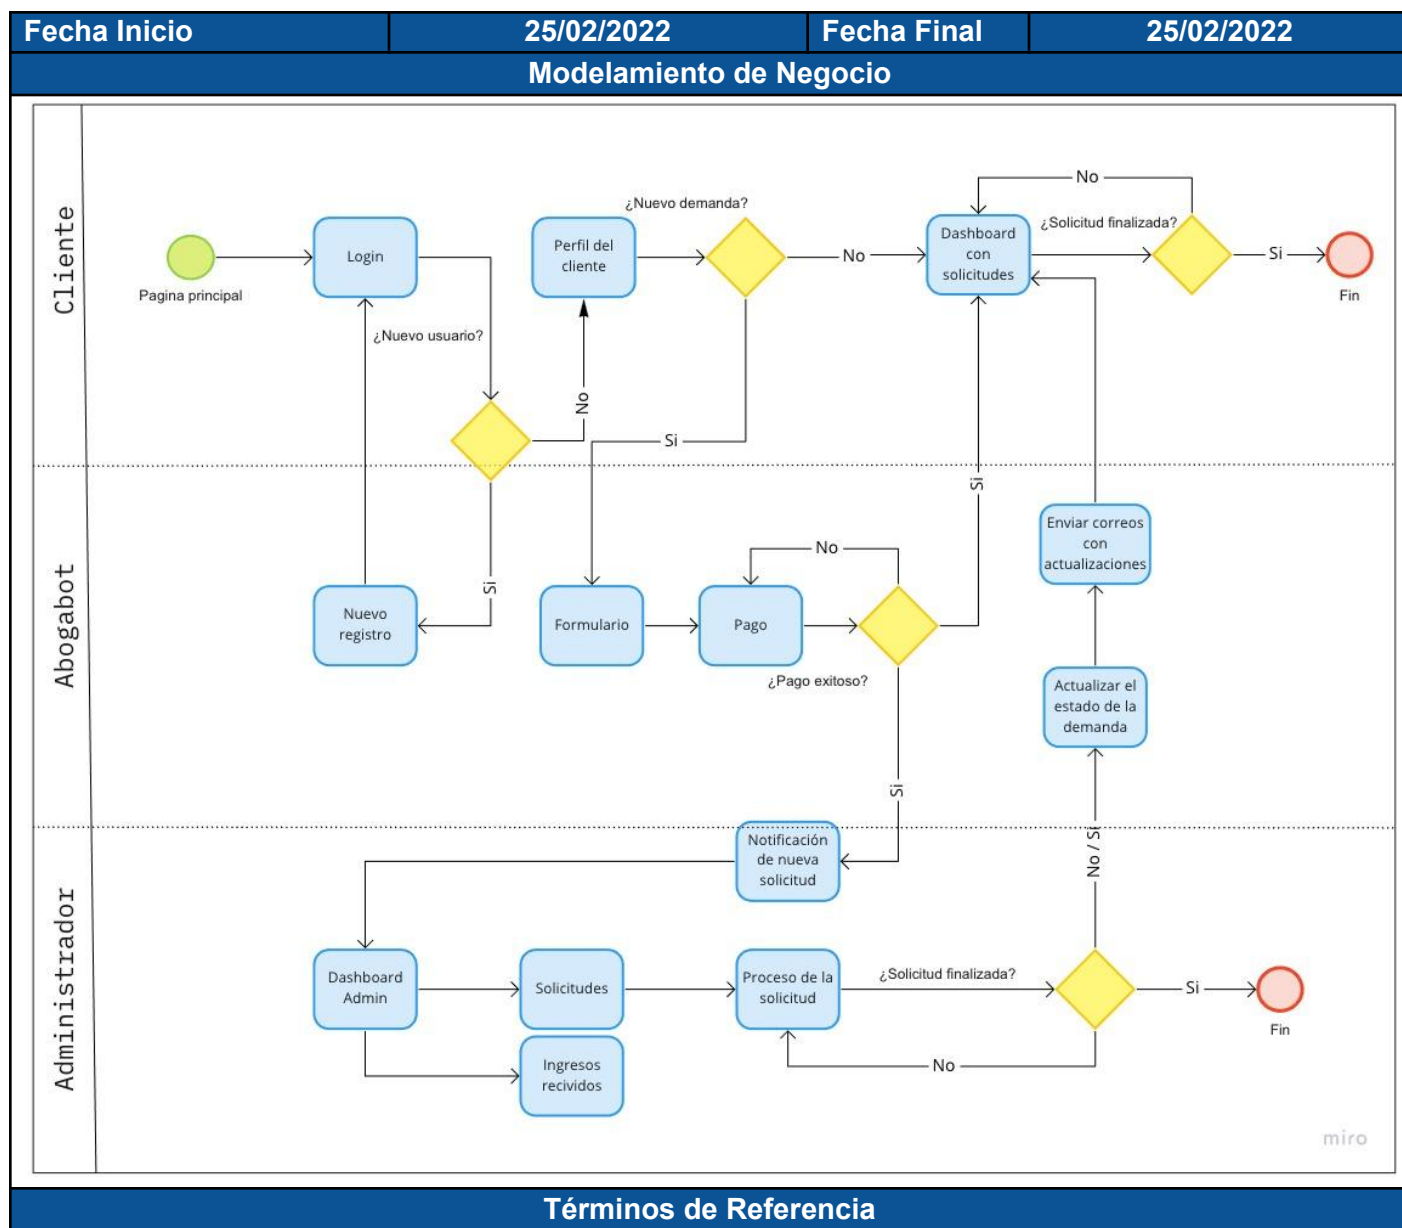 Fecha Inicio 25/02/2022 Fecha Final 25/02/2022
Modelamiento de Negocio
Cliente
Pagina principal
Login
¿Nuevo usuario?
No
Si
Perfil del
cliente
¿Nuevo demanda?
No
Si
Dashboard
con
solicitudes
¿Solicitud finalizada?
No
Si
Fin
Abogabot
Nuevo
registro
Formulario
Pago
¿Pago exitoso?
No
Si
Si
Enviar correos
con
actualizaciones
Actualizar el
estado de la
demanda
Administrador
Notificación
de nueva
solicitud
Dashboard
Admin
Solicitudes
Ingresos
recividos
Proceso de la
solicitud
¿Solicitud finalizada?
No / Si
No
Si
Fin
miro
Términos de Referencia